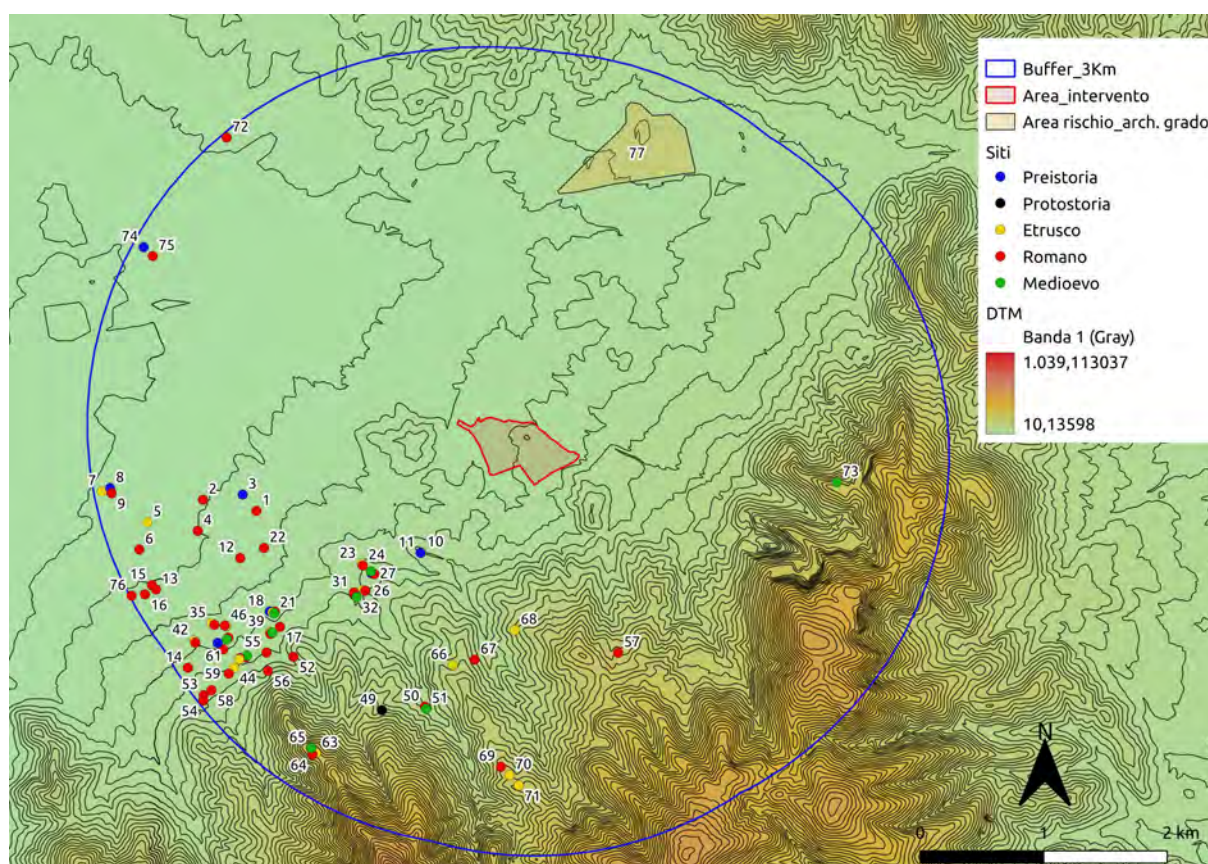 Buffer_3Km
Area_intervento
Area rischio_arch. grado
Siti
Preistoria
Protostoria
Etrusco
Romano
Medioevo
DTM
Banda 1 (Gray)
1.039,113037
10,13598
72
77
74 75
73
7 8
9
2 3
1
5
4
6
12 22
11 10
23 24
27
15 13
76 16
31 26
32
18 21
35 46 39
42 17
68
61 55
14 52
66 67 57
59 44 56
53
58
54
49 50 51
65 63
64
69 70
71
N
0 1 2 km